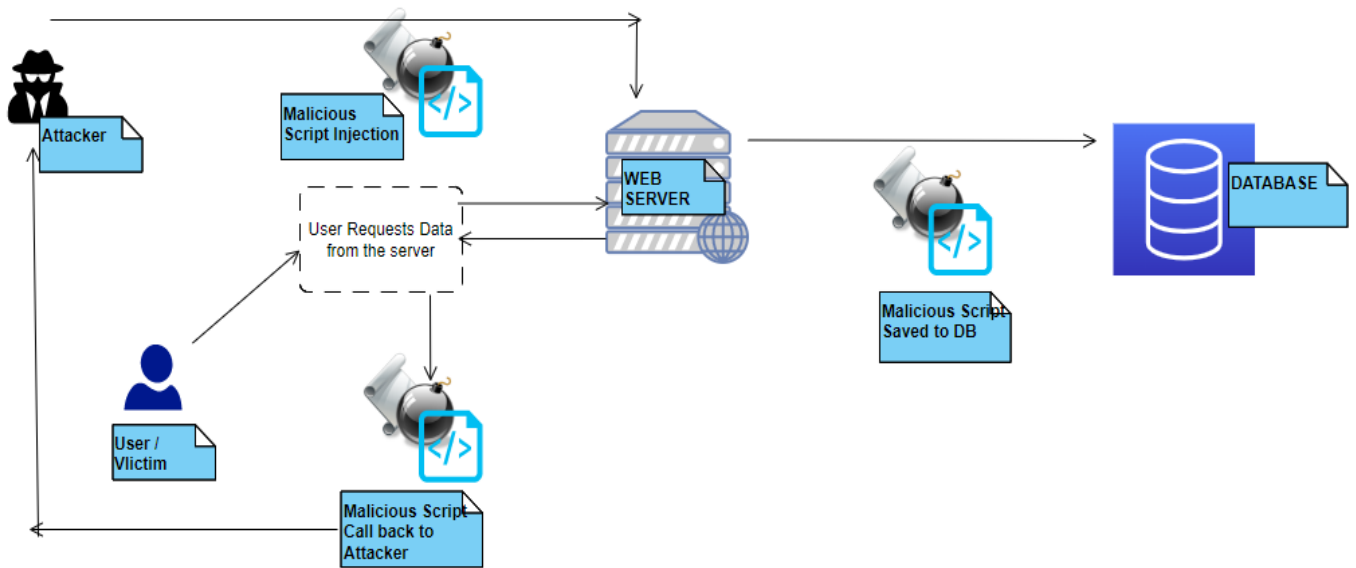 Attacker
Malicious
Script Injection
WEB
SERVER
DATABASE
User Requests Data
from the server
Malicious Script
Saved to DB
User /
VIictim
Malicious Script
Call back to
Attacker